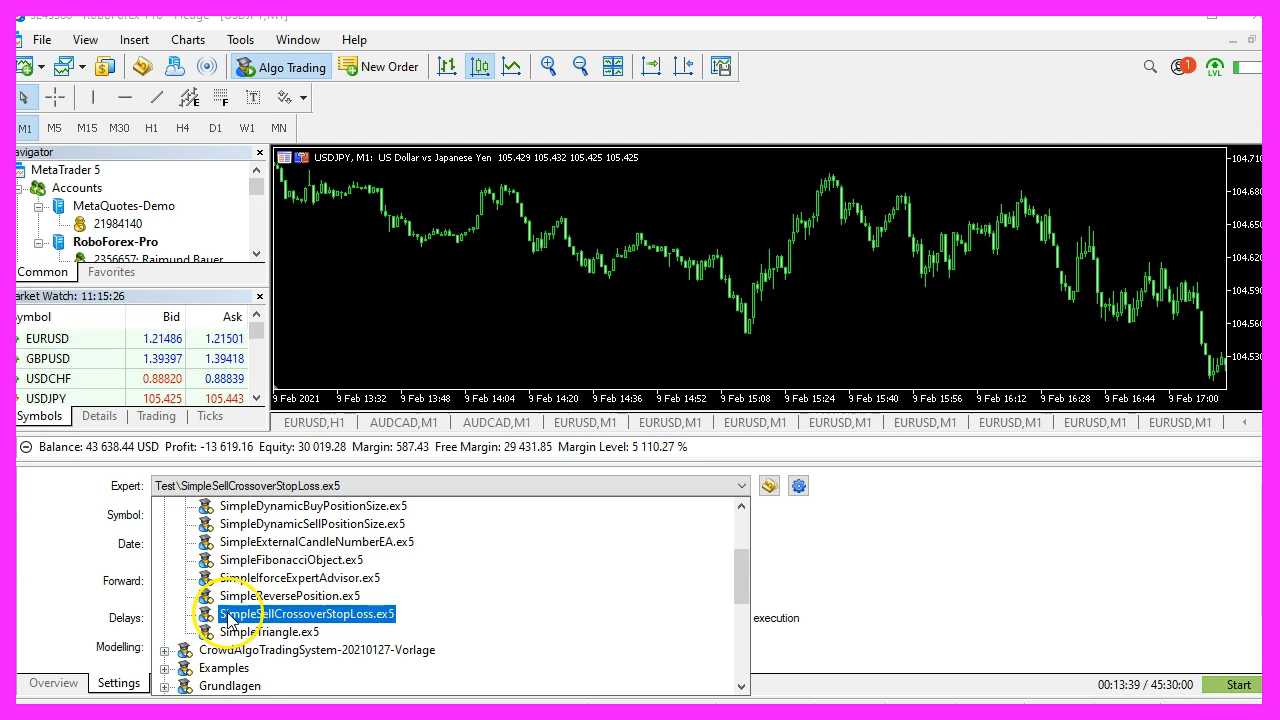 File View Insert Charts Tools Window Help
Algo Trading New Order 1 LVL
E F T
M1 M5 M15 M30 H1 H4 D1 W1 MN
avigator
MetaTrader 5
Accounts
MetaQuotes-Demo
21984140
RoboForex-Pro
2356657: Raimund Bauer
Common Favorites
arket Watch: 11:15:26
ymbol Bid Ask
EURUSD 1.21486 1.21501
GBPUSD 1.39397 1.39418
USDCHF 0.88820 0.88839
USDJPY 105.425 105.443
Symbols Details Trading Ticks
USDJPY, M1: US Dollar vs Japanese Yen 105.429 105.432 105.425 105.425
104.710
104.680
104.650
104.620
104.590
104.560
104.530
9 Feb 2021 9 Feb 13:32 9 Feb 13:48 9 Feb 14:04 9 Feb 14:20 9 Feb 14:36 9 Feb 14:52 9 Feb 15:08 9 Feb 15:24 9 Feb 15:40 9 Feb 15:56 9 Feb 16:12 9 Feb 16:28 9 Feb 16:44 9 Feb 17:00
EURUSD,H1 AUDCAD,M1 AUDCAD,M1 EURUSD,M1 EURUSD,M1 EURUSD,M1 EURUSD,M1 EURUSD,M1 EURUSD,M1 EURUSD,M1 EURUSD,M1
Balance: 43 638.44 USD Profit: -13 619.16 Equity: 30 019.28 Margin: 587.43 Free Margin: 29 431.85 Margin Level: 5 110.27 %
Expert: Test\SimpleSellCrossoverStopLoss.ex5
Symbol:
Date:
Forward:
Delays:
Modelling:
SimpleDynamicBuyPositionSize.ex5
SimpleDynamicSellPositionSize.ex5
SimpleExternalCandleNumberEA.ex5
SimpleFibonacciObject.ex5
SimpleIforceExpertAdvisor.ex5
SimpleReversePosition.ex5
SimpleSellCrossoverStopLoss.ex5
SimpleTriangle.ex5
CrowdAlgoTradingSystem-20210127-Vorlage
Examples
Grundlagen
execution
Overview Settings 00:13:39 / 45:30:00 Start